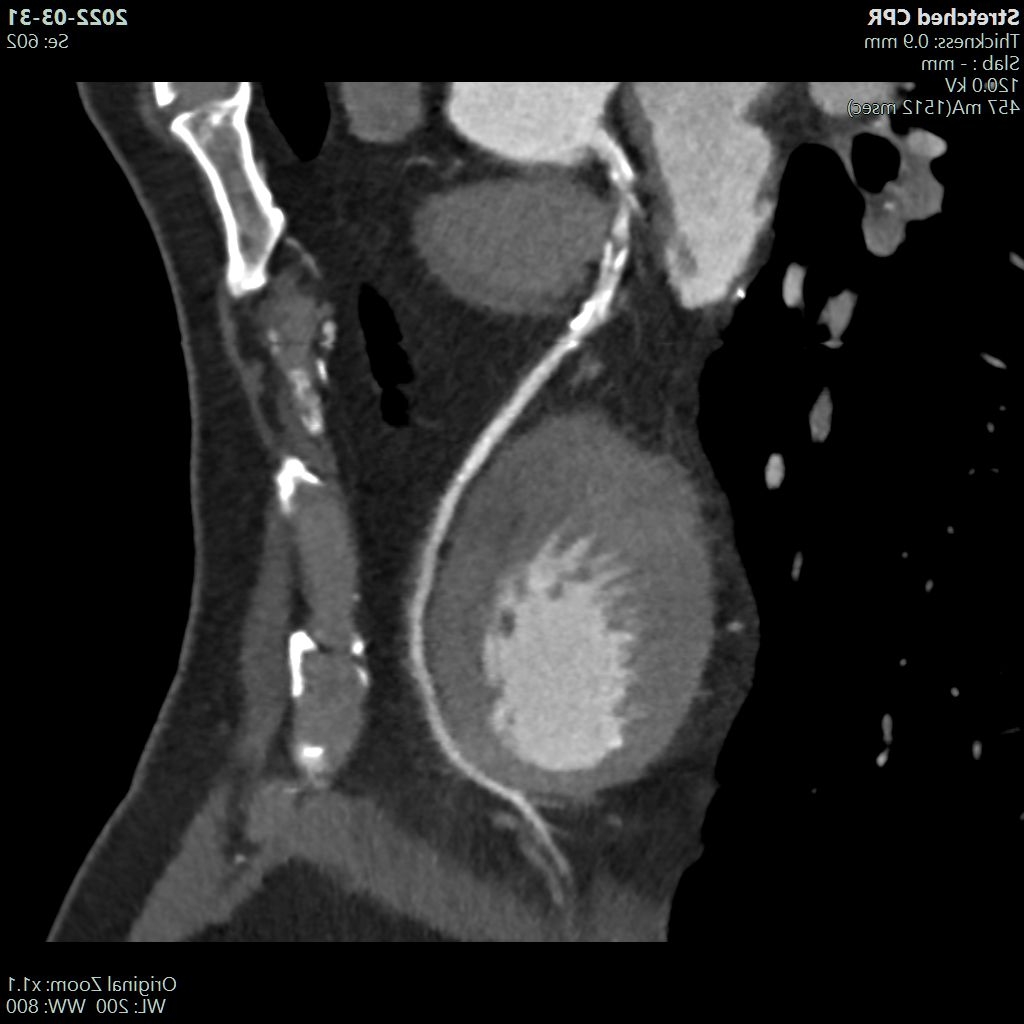 Stretched CPR
Thickness: 0.9 mm
Slab : - mm
120.0 kV
457 mA(1512 msec)
2022-03-31
Se: 602
Original Zoom: x1.1
WL: 200 WW: 800